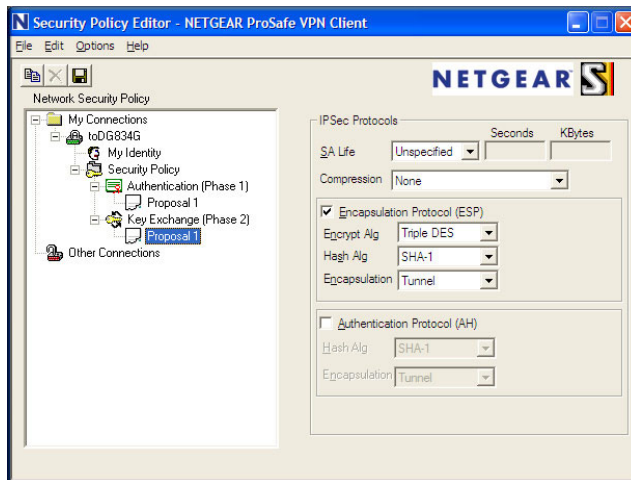 Security Policy Editor - NETGEAR ProSafe VPN Client
File Edit Options Help
NETGEAR
Network Security Policy
My Connections
toDG834G
My Identity
Security Policy
Authentication (Phase 1)
Proposal 1
Key Exchange (Phase 2)
Proposal 1
Other Connections
IPSec Protocols
Seconds KBytes
SA Life Unspecified
Compression None
Encapsulation Protocol (ESP)
Encrypt Alg Triple DES
Hash Alg SHA-1
Encapsulation Tunnel
Authentication Protocol (AH)
Hash Alg SHA-1
Encapsulation Tunnel